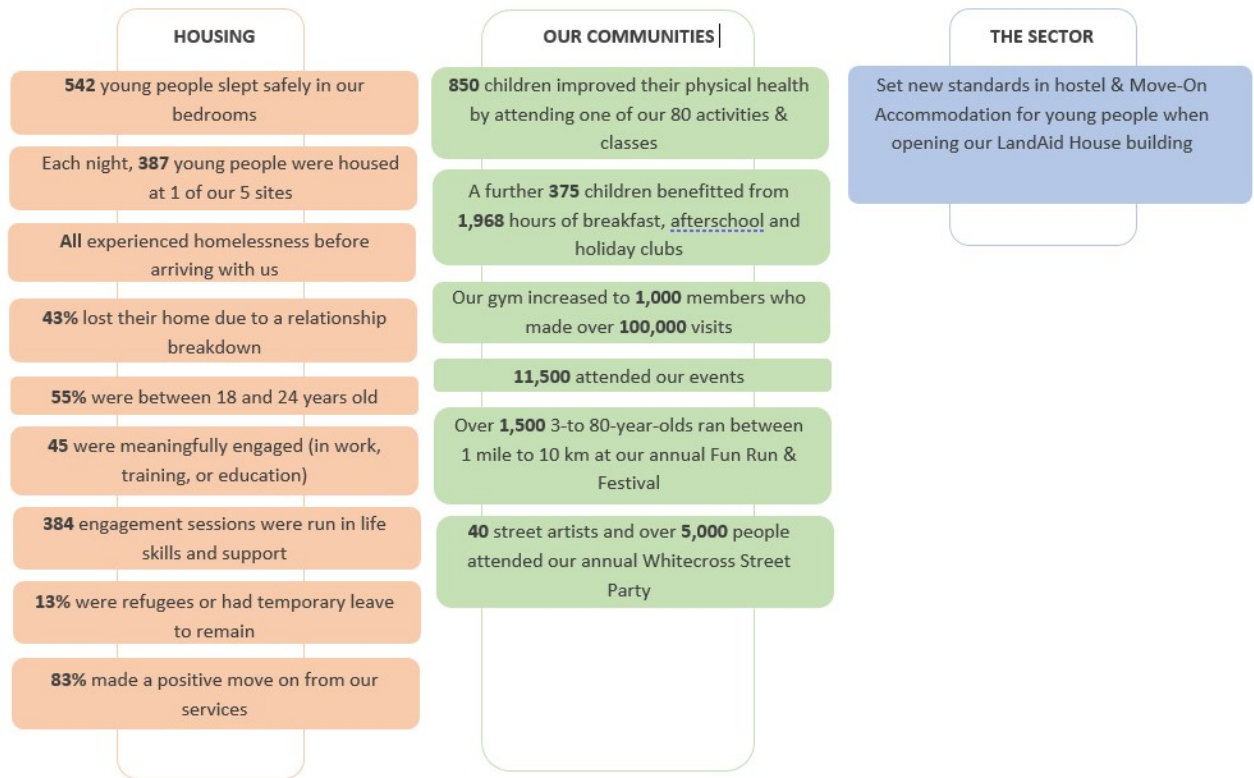 HOUSING
542 young people slept safely in our
bedrooms
Each night, 387 young people were housed
at 1 of our 5 sites
All experienced homelessness before
arriving with us
43% lost their home due to a relationship
breakdown
55% were between 18 and 24 years old
45 were meaningfully engaged (in work,
training, or education)
384 engagement sessions were run in life
skills and support
13% were refugees or had temporary leave
to remain
83% made a positive move on from our
services
OUR COMMUNITIES
850 children improved their physical health
by attending one of our 80 activities &
classes
A further 375 children benefitted from
1,968 hours of breakfast, afterschool and
holiday clubs
Our gym increased to 1,000 members who
made over 100,000 visits
11,500 attended our events
Over 1,500 3-to 80-year-olds ran between
1 mile to 10 km at our annual Fun Run &
Festival
40 street artists and over 5,000 people
attended our annual Whitecross Street
Party
THE SECTOR
Set new standards in hostel & Move-On
Accommodation for young people when
opening our LandAid House building